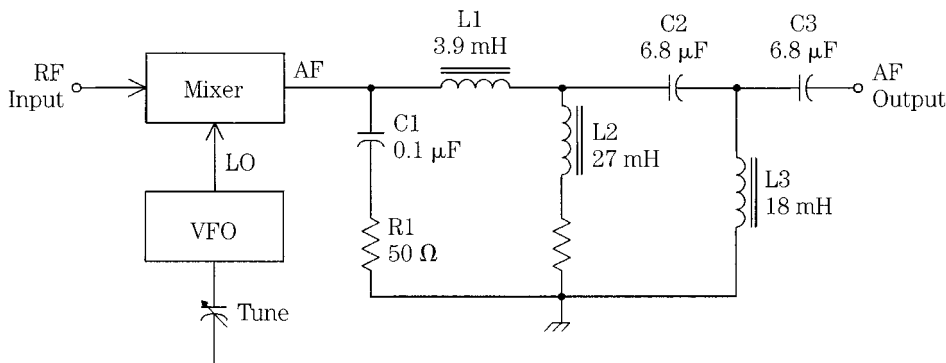 L1
3.9 mH
C2
6.8 µF
C3
6.8 µF
RF
Input
Mixer
AF
AF
Output
C1
0.1 µF
L2
27 mH
LO
L3
18 mH
VFO
R1
50 Ω
Tune